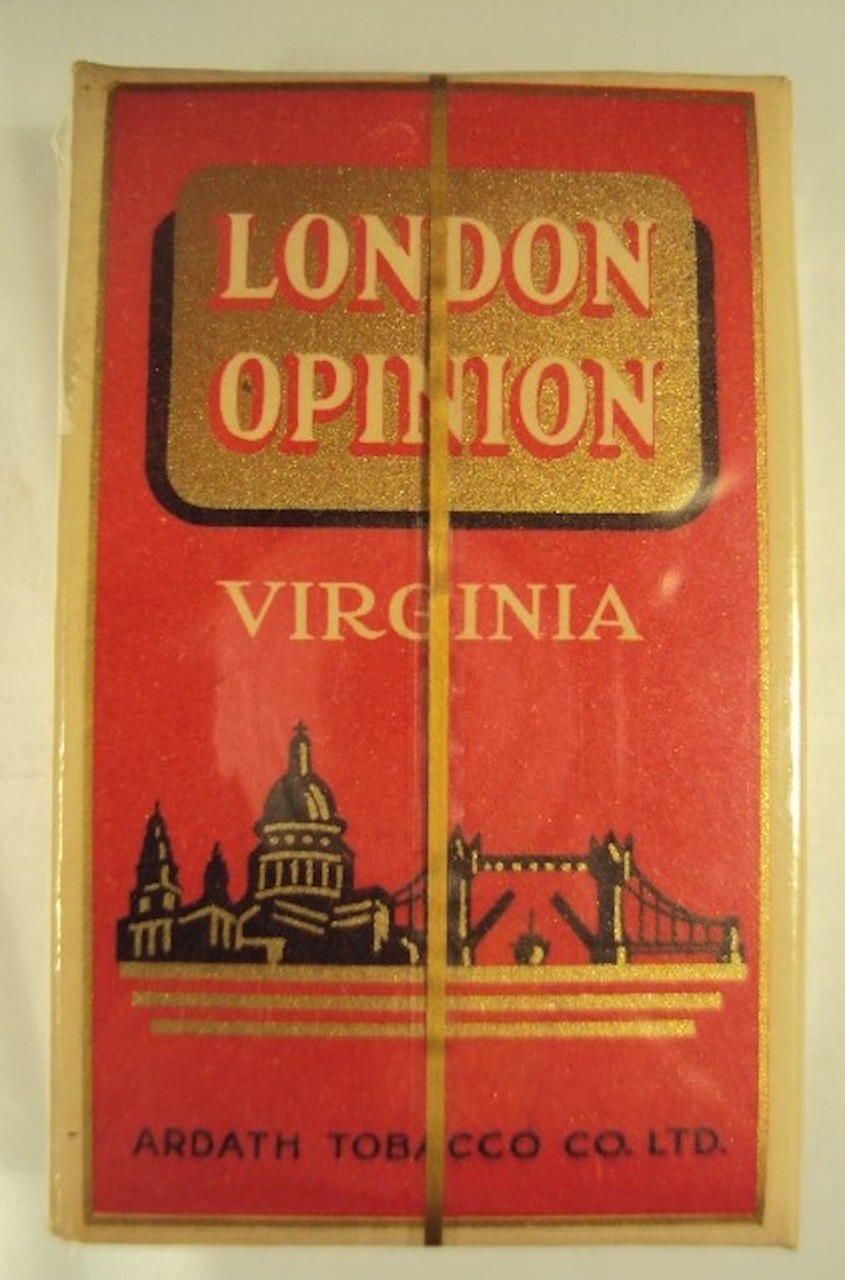 LONDON
OPINION
VIRGINIA
ARDATH TOBACCO CO. LTD.